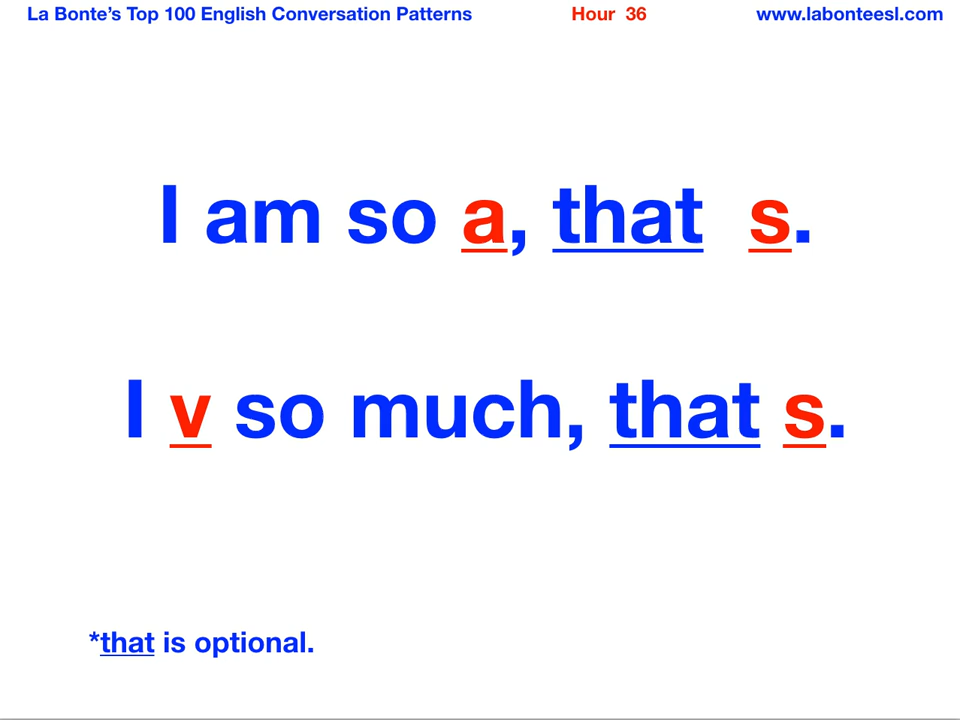 La Bonte’s Top 100 English Conversation Patterns Hour 36 www.labonteesl.com
I am so a, that s.
I v so much, that s.
*that is optional.